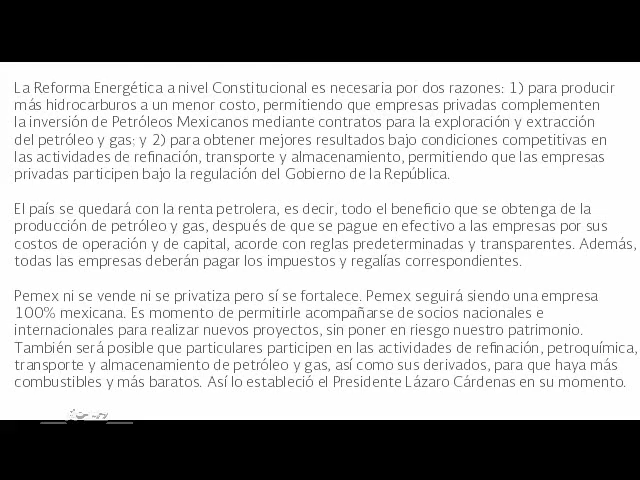 La Reforma Energética a nivel Constitucional es necesaria por dos razones: 1) para producir
más hidrocarburos a un menor costo, permitiendo que empresas privadas complementen
la inversión de Petróleos Mexicanos mediante contratos para la exploración y extracción
del petróleo y gas; y 2) para obtener mejores resultados bajo condiciones competitivas en
las actividades de refinación, transporte y almacenamiento, permitiendo que las empresas
privadas participen bajo la regulación del Gobierno de la República.
El país se quedará con la renta petrolera, es decir, todo el beneficio que se obtenga de la
producción de petróleo y gas, después de que se pague en efectivo a las empresas por sus
costos de operación y de capital, acorde con reglas predeterminadas y transparentes. Además,
todas las empresas deberán pagar los impuestos y regalías correspondientes.
Pemex ni se vende ni se privatiza pero sí se fortalece. Pemex seguirá siendo una empresa
100% mexicana. Es momento de permitirle acompañarse de socios nacionales e
internacionales para realizar nuevos proyectos, sin poner en riesgo nuestro patrimonio.
También será posible que particulares participen en las actividades de refinación, petroquímica,
transporte y almacenamiento de petróleo y gas, así como sus derivados, para que haya más
combustibles y más baratos. Así lo estableció el Presidente Lázaro Cárdenas en su momento.